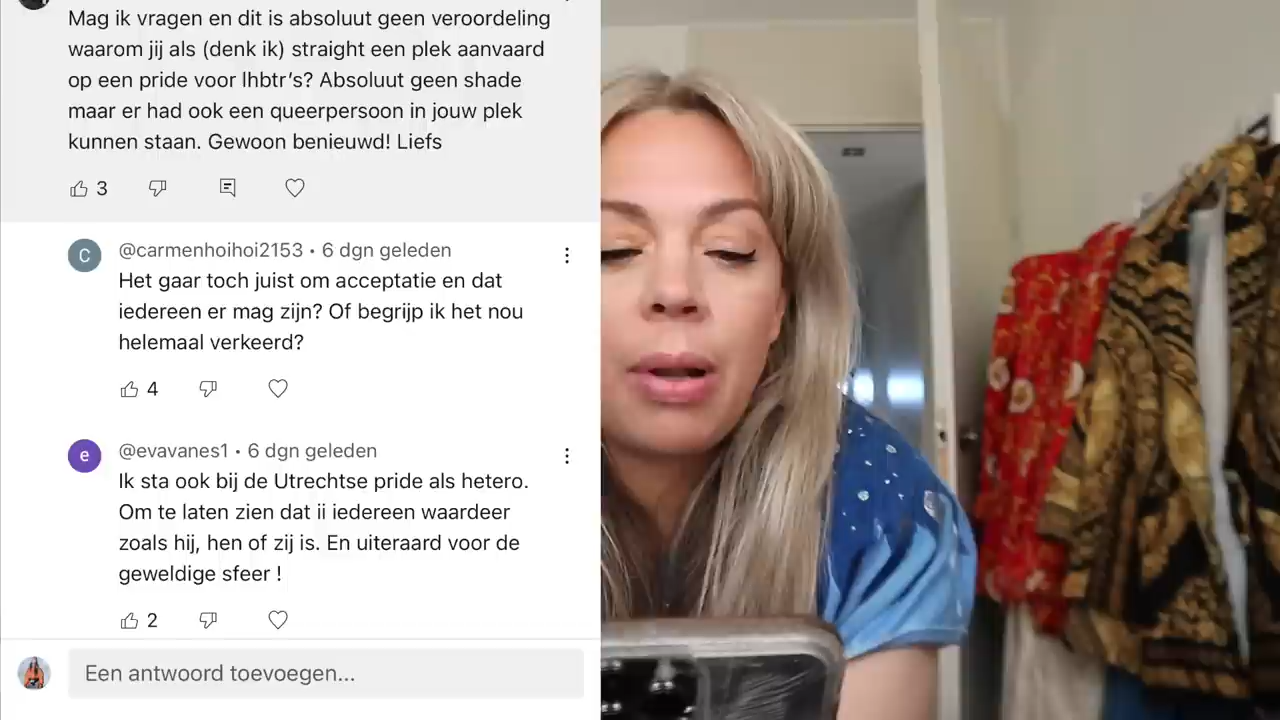 Mag ik vragen en dit is absoluut geen veroordeling
waarom jij als (denk ik) straight een plek aanvaard
op een pride voor lhbtr’s? Absoluut geen shade
maar er had ook een queerpersoon in jouw plek
kunnen staan. Gewoon benieuwd! Liefs
3
C
@carmenhoihoi2153 • 6 dgn geleden
Het gaar toch juist om acceptatie en dat
iedereen er mag zijn? Of begrijp ik het nou
helemaal verkeerd?
4
e
@evavanes1 • 6 dgn geleden
Ik sta ook bij de Utrechtse pride als hetero.
Om te laten zien dat ii iedereen waardeer
zoals hij, hen of zij is. En uiteraard voor de
geweldige sfeer !
2
Een antwoord toevoegen...